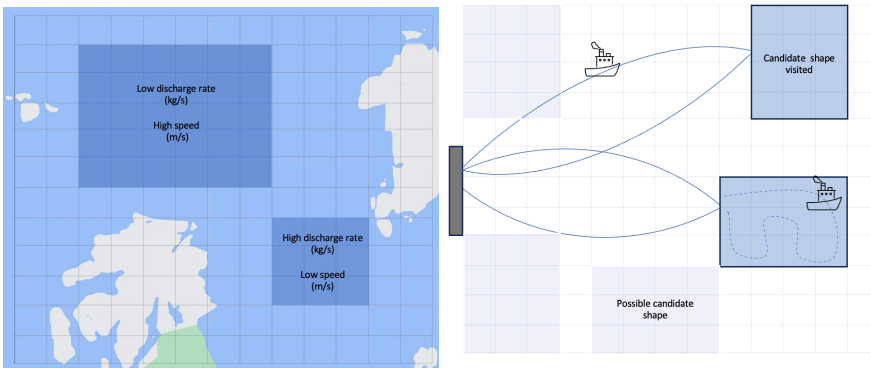 Low discharge rate
(kg/s)
High speed
(m/s)
High discharge rate
(kg/s)
Low speed
(m/s)
Candidate shape
visited
Possible candidate
shape